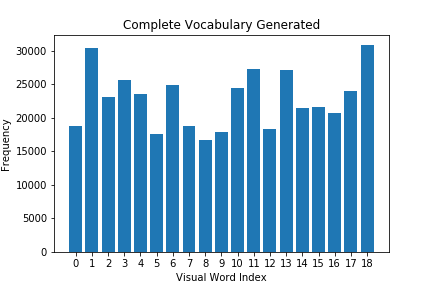 Complete Vocabulary Generated
30000
25000
20000
15000
10000
5000
0
Frequency
0 1 2 3 4 5 6 7 8 9 10 11 12 13 14 15 16 17 18
Visual Word Index